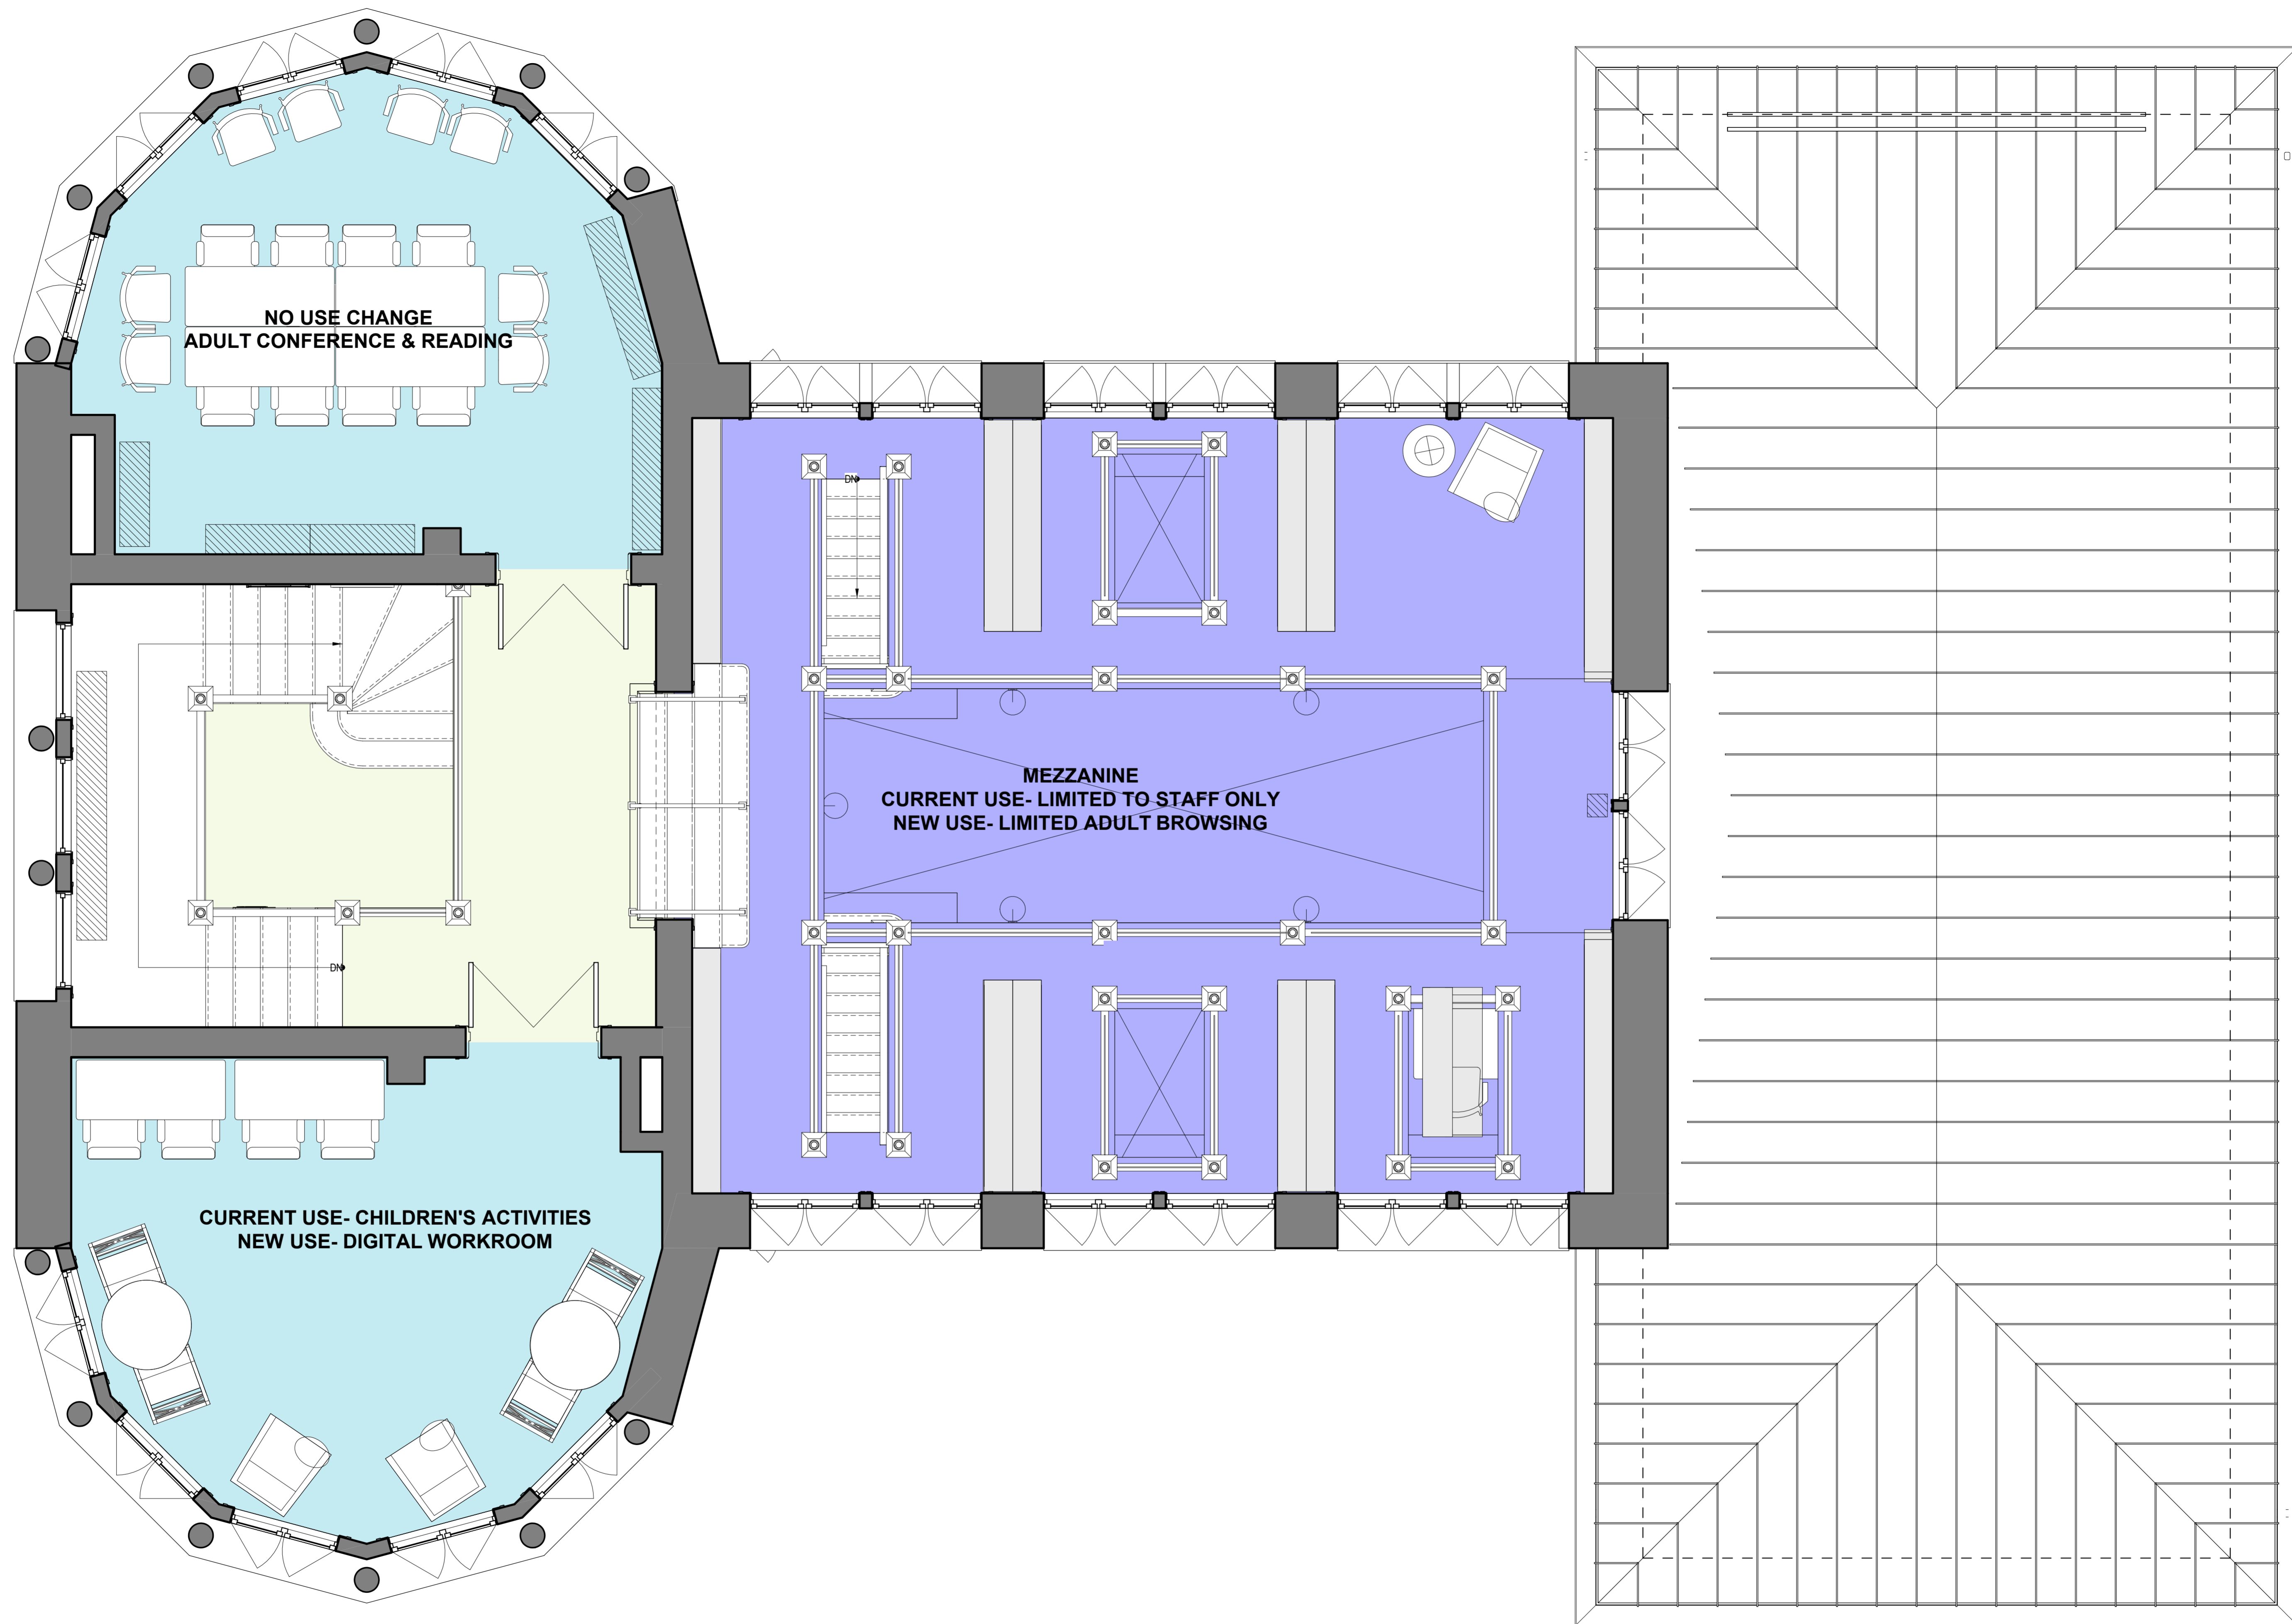 NO USE CHANGE
ADULT CONFERENCE & READING
DN
MEZZANINE
CURRENT USE- LIMITED TO STAFF ONLY
NEW USE- LIMITED ADULT BROWSING
DN
CURRENT USE- CHILDREN'S ACTIVITIES
NEW USE- DIGITAL WORKROOM